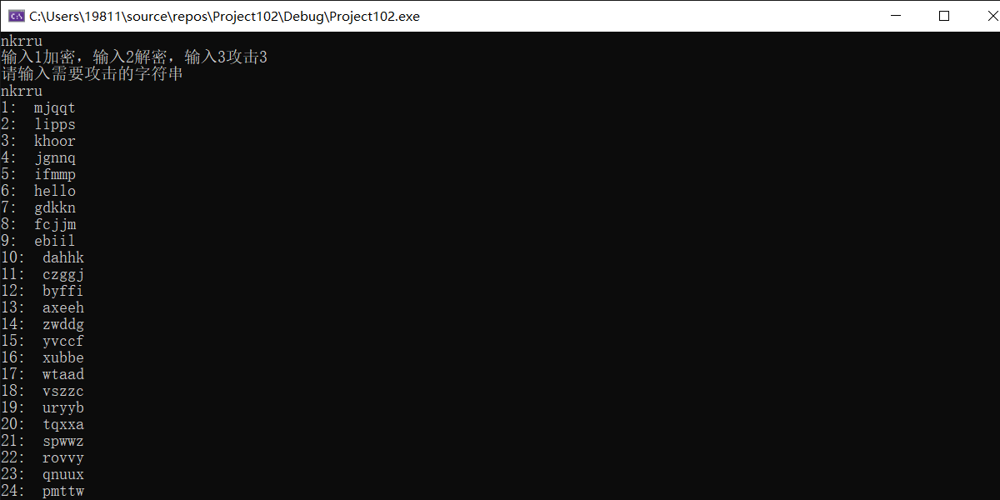 C:\Users\19811\source\repos\Project102\Debug\Project102.exe
nkrru
输入1加密，输入2解密，输入3攻击3
请输入需要攻击的字符串
nkrru
1:  mjqqt
2:  lipps
3:  khoor
4:  jgnnq
5:  ifmmp
6:  hello
7:  gdkkn
8:  fcjjm
9:  ebiil
10:  dahhk
11:  czggj
12:  byffi
13:  axeeh
14:  zwddg
15:  yvccf
16:  xubbe
17:  wtaad
18:  vszzc
19:  uryyb
20:  tqxxa
21:  spwwz
22:  rovvy
23:  qnuux
24:  pmttw